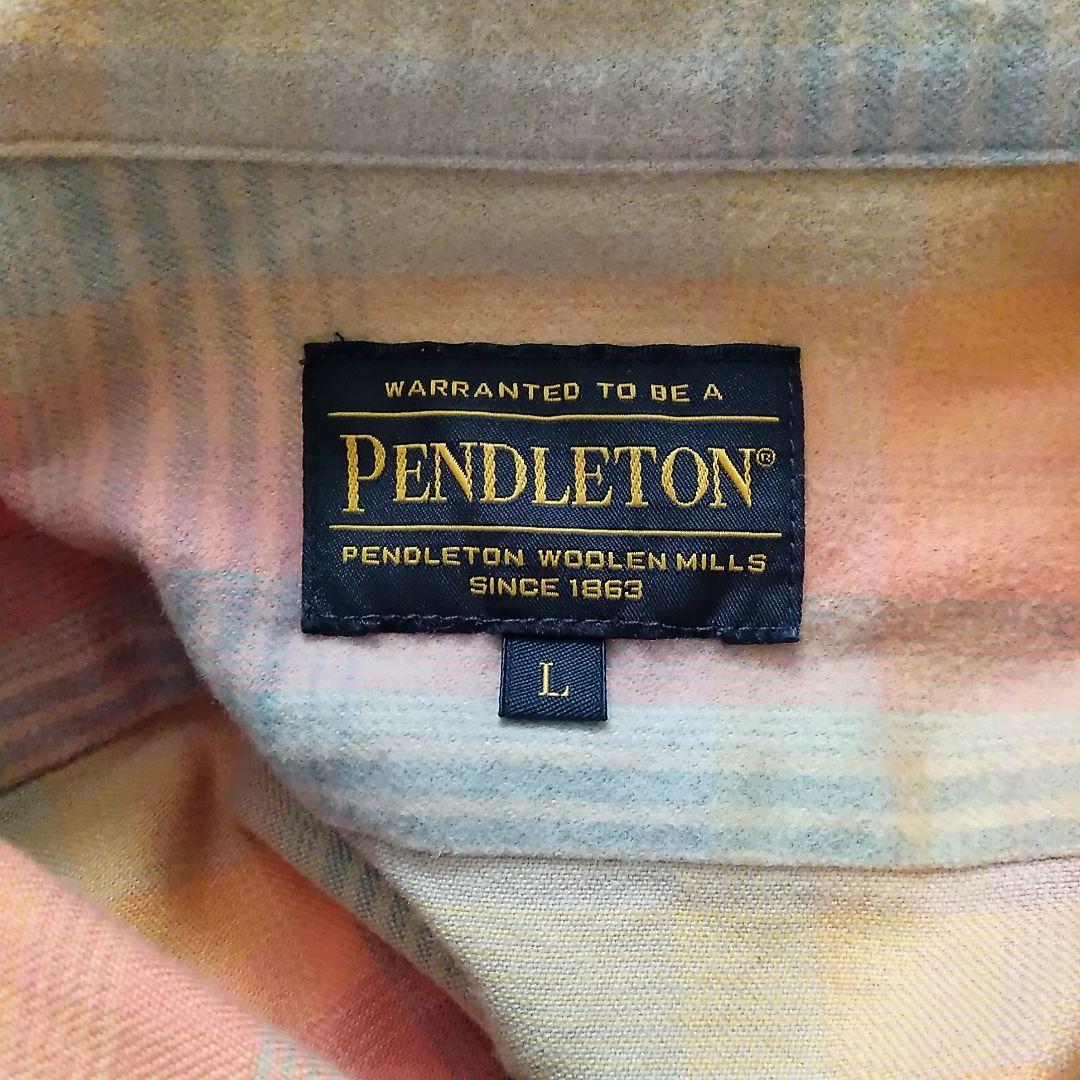 WARRANTED TO BE A
PENDLETON®
PENDLETON WOOLEN MILLS
SINCE 1863
L